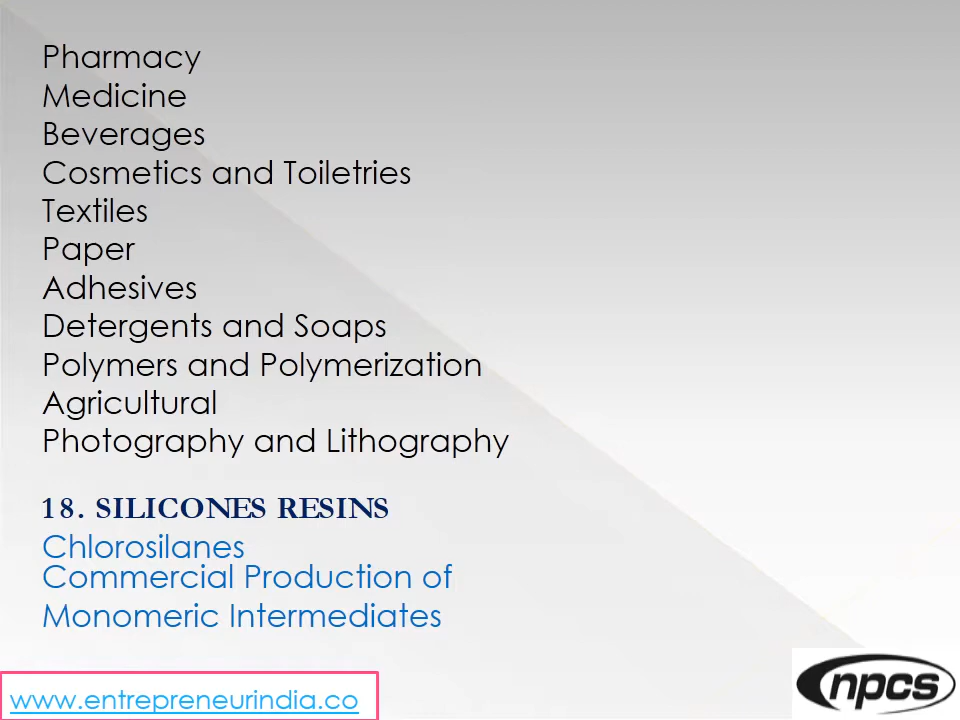 Pharmacy
Medicine
Beverages
Cosmetics and Toiletries
Textiles
Paper
Adhesives
Detergents and Soaps
Polymers and Polymerization
Agricultural
Photography and Lithography
18. SILICONES RESINS
Chlorosilanes
Commercial Production of
Monomeric Intermediates
www.entrepreneurindia.co
npcs